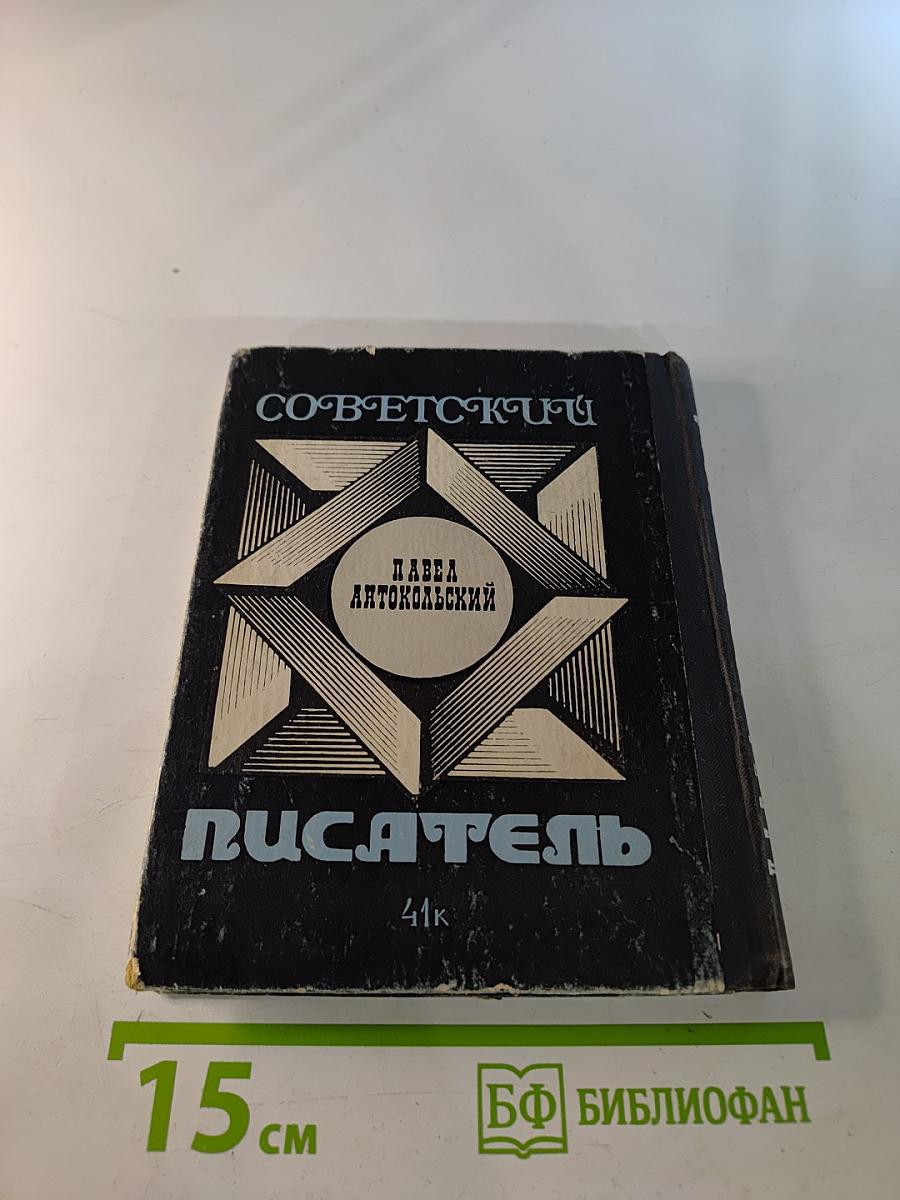 СОВЕТСКИЙ
ПАВЕЛ
АНТОКОЛЬСКИЙ
ПИСАТЕЛЬ
41к
15 см
БФ БИБЛИОФАН